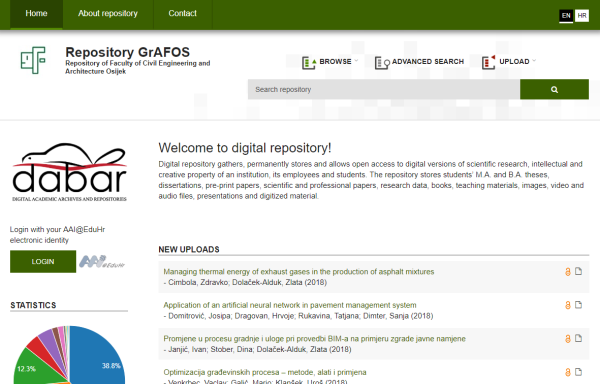 Home About repository Contact
EN HR
Repository GrAFOS
Repository of Faculty of Civil Engineering and
Architecture Osijek
BROWSE ADVANCED SEARCH UPLOAD
Search repository
dabar
DIGITAL ACADEMIC ARCHIVES AND REPOSITORIES
Welcome to digital repository!
Digital repository gathers, permanently stores and allows open access to digital versions of scientific research, intellectual and
creative property of an institution, its employees and students. The repository stores students' M.A. and B.A. theses,
dissertations, pre-print papers, scientific and professional papers, research data, books, teaching materials, images, video and
audio files, presentations and digitized material.
Login with your AAI@EduHr
electronic identity
LOGIN AAI@EduHr
NEW UPLOADS
Managing thermal energy of exhaust gases in the production of asphalt mixtures
- Cimbola, Zdravko; Dolaček-Alduk, Zlata (2018)
Application of an artificial neural network in pavement management system
- Domitrović, Josipa; Dragovan, Hrvoje; Rukavina, Tatjana; Dimter, Sanja (2018)
Promjene u procesu gradnje i uloge pri provedbi BIM-a na primjeru zgrade javne namjene
- Janjić, Ivan; Stober, Dina; Dolaček-Alduk, Zlata (2018)
Optimizacija građevinskih procesa – metode, alati i primjena
- Venkrbec, Vaclav; Galić, Mario; Klanšek, Uroš (2018)
STATISTICS
38.8%
12.3%